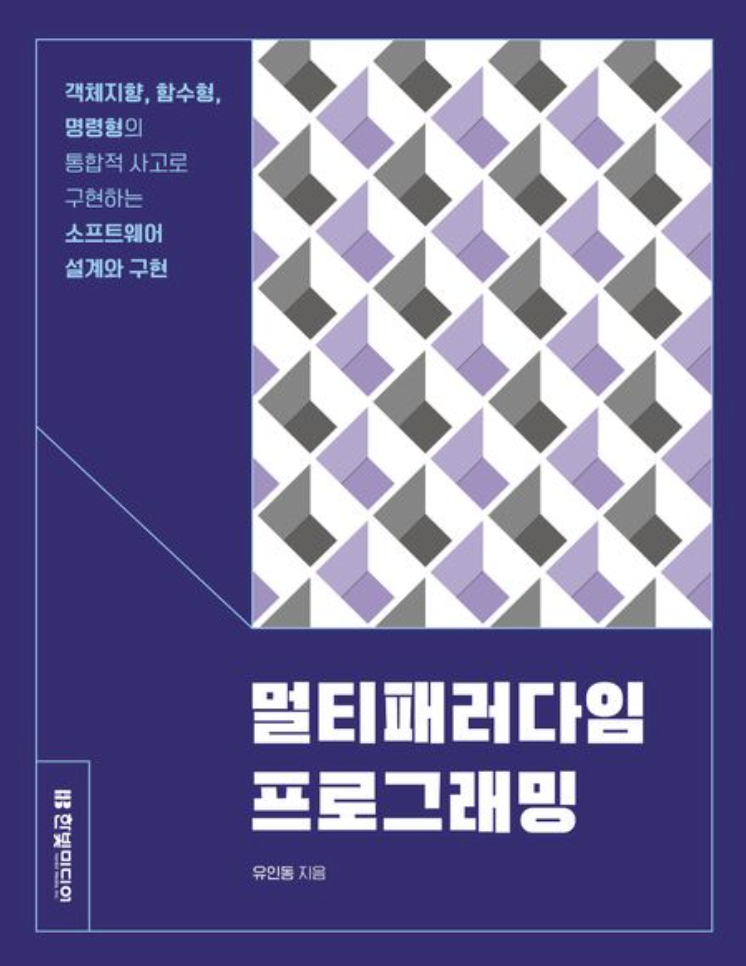 객체지향, 함수형,
명령형의
통합적 사고로
구현하는
소프트웨어
설계와 구현
멀티패러다임
프로그래밍
유인동 지음
한빛미디어